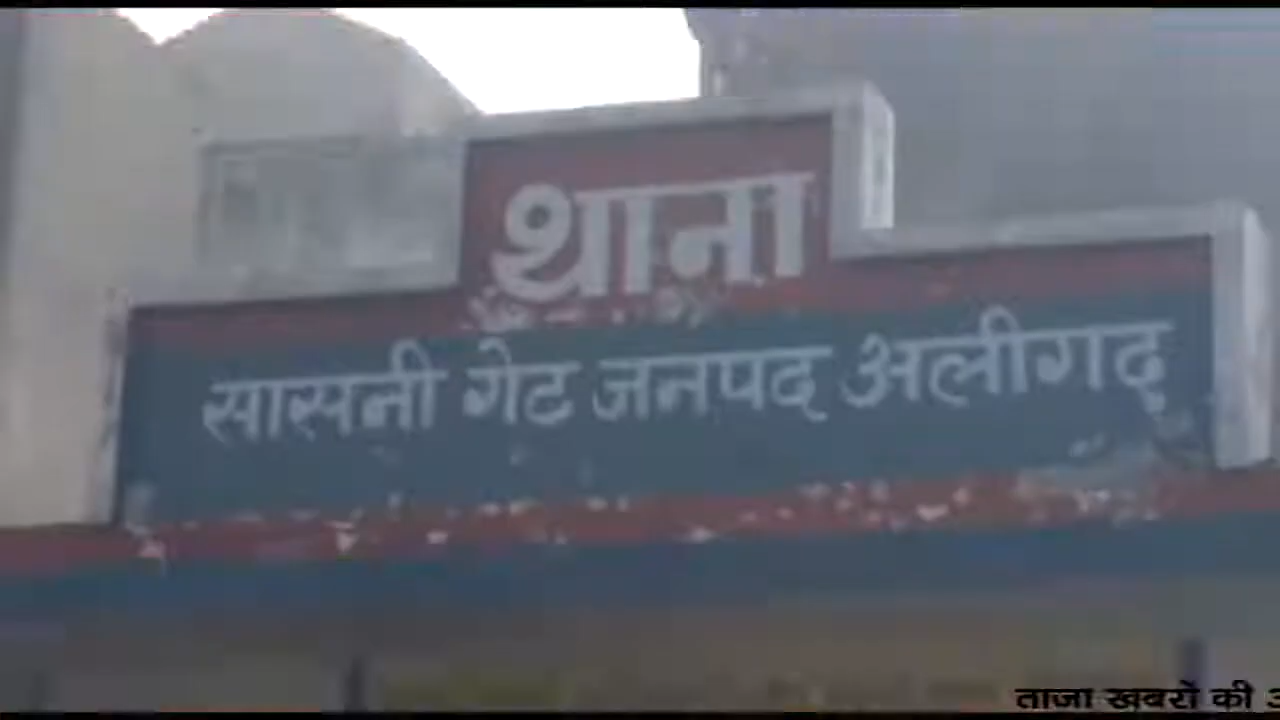 थाना
सासनी गेट जनपद अलीगढ़
ताजा खबरों की